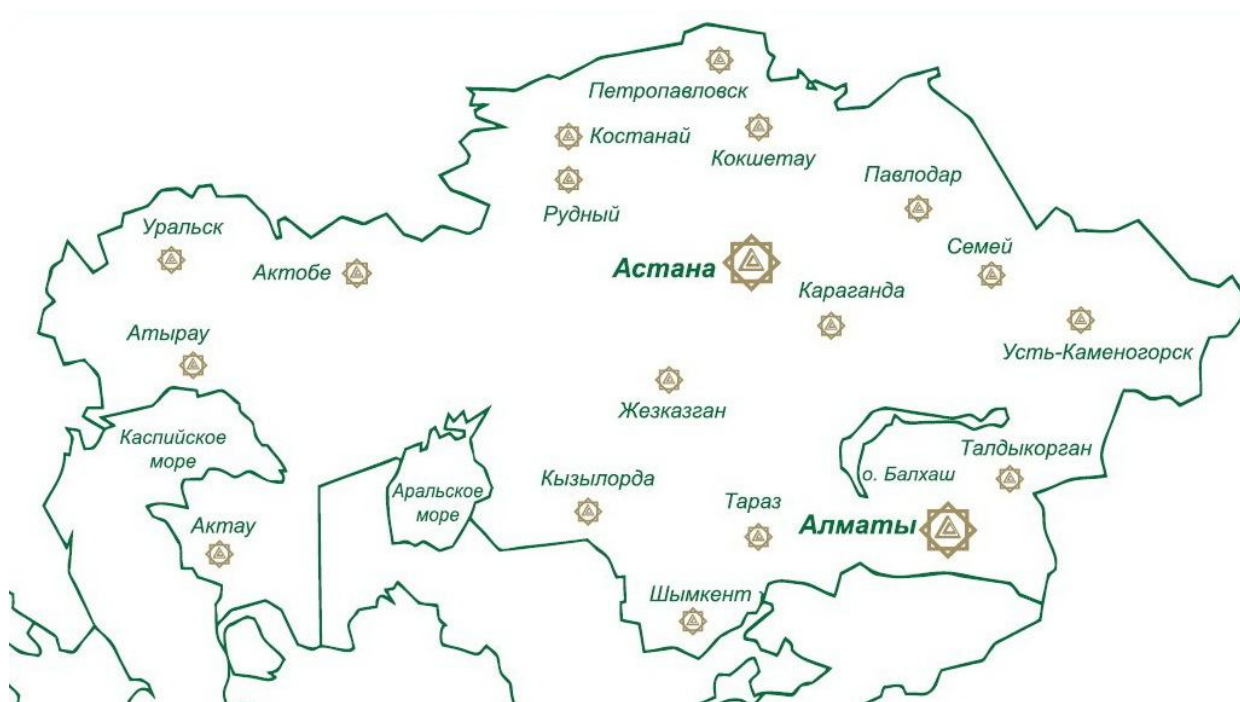 Петропавловск
Костанай
Кокшетау
Павлодар
Рудный
Уральск
Семей
Астана
Актобе
Караганда
Атырау
Усть-Каменогорск
Жезказган
Каспийское
море
Талдыкорган
о. Балхаш
Кызылорда
Аральское
море
Тараз
Алматы
Актау
Шымкент